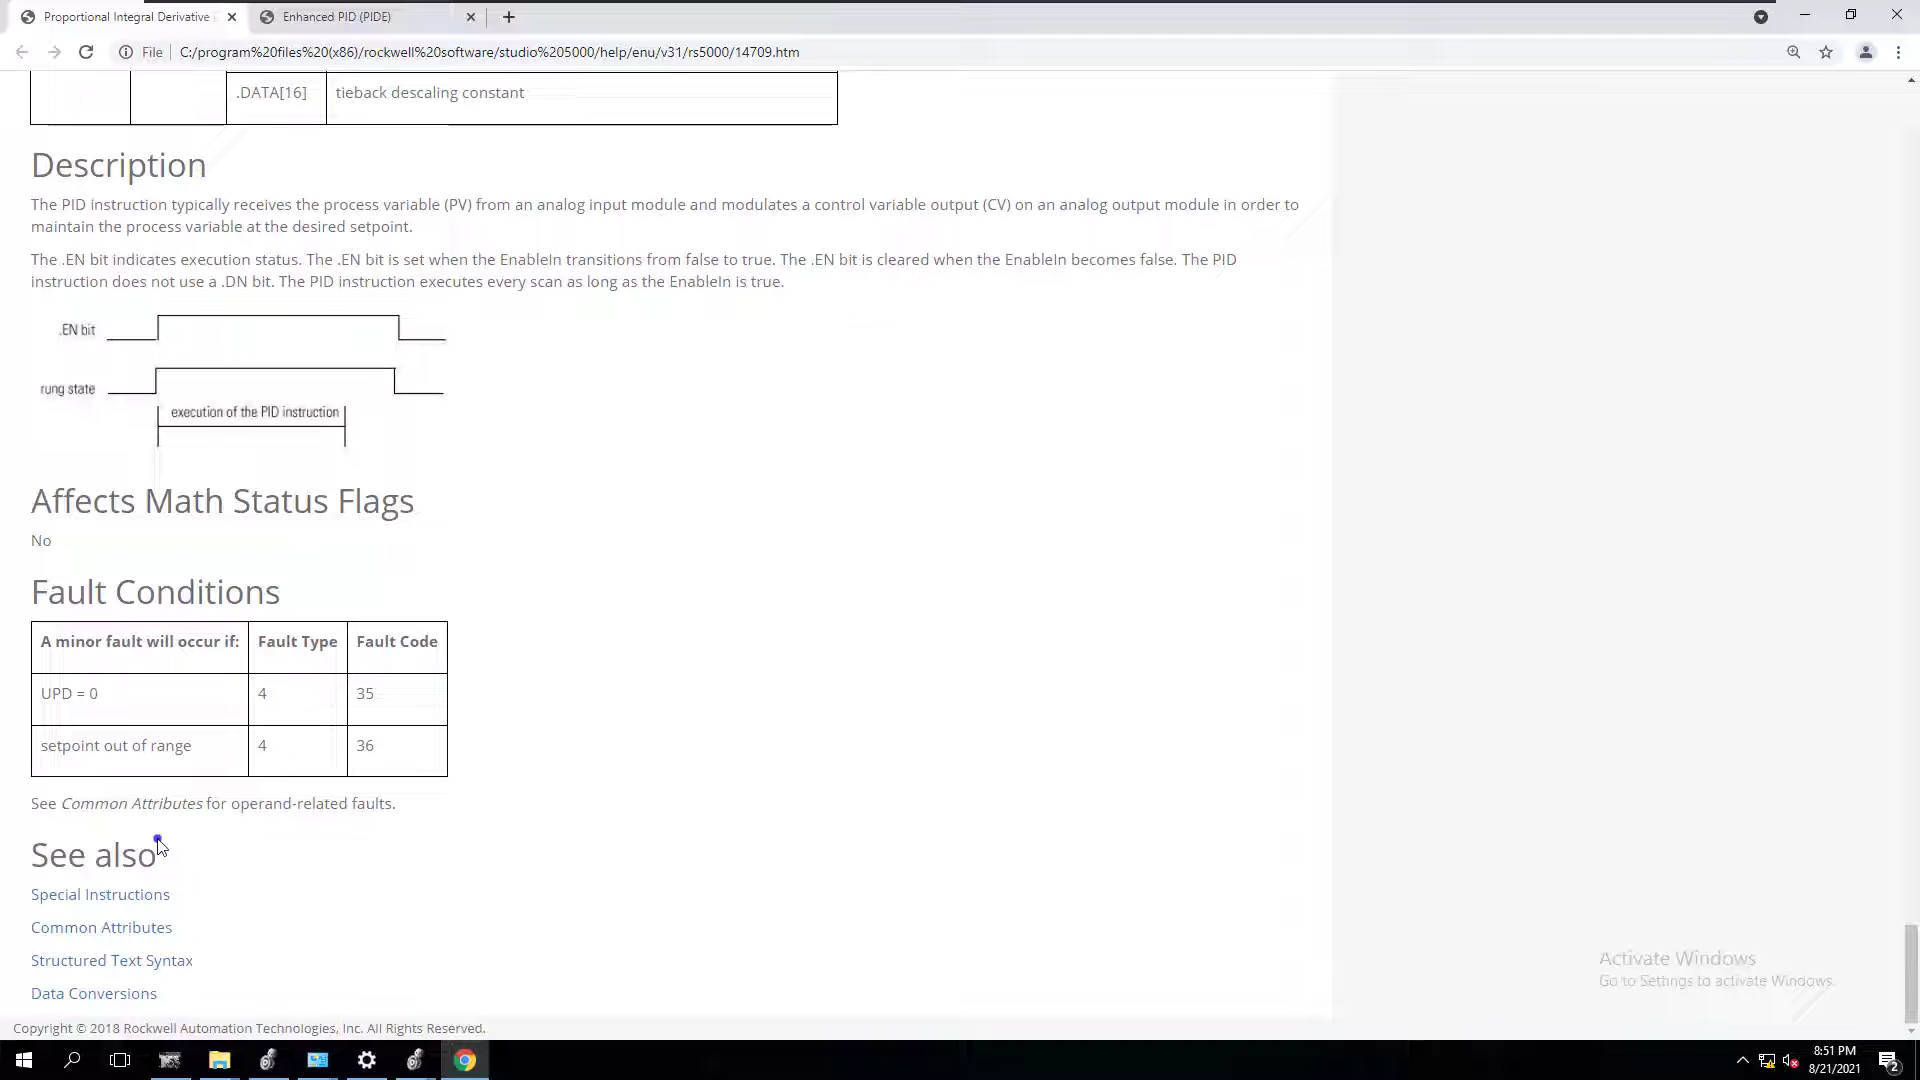 Proportional Integral Derivative
Enhanced PID (PIDE)
File
C:/program%20files%20(x86)/rockwell%20software/studio%205000/help/enu/v31/rs5000/14709.htm
.DATA[16] tieback descaling constant
Description
The PID instruction typically receives the process variable (PV) from an analog input module and modulates a control variable output (CV) on an analog output module in order to
maintain the process variable at the desired setpoint.
The .EN bit indicates execution status. The .EN bit is set when the EnableIn transitions from false to true. The .EN bit is cleared when the EnableIn becomes false. The PID
instruction does not use a .DN bit. The PID instruction executes every scan as long as the EnableIn is true.
.EN bit
rung state
execution of the PID instruction
Affects Math Status Flags
No
Fault Conditions
A minor fault will occur if: Fault Type Fault Code
UPD = 0 4 35
setpoint out of range 4 36
See Common Attributes for operand-related faults.
See also
Special Instructions
Common Attributes
Structured Text Syntax
Data Conversions
Activate Windows
Go to Settings to activate Windows.
Copyright © 2018 Rockwell Automation Technologies, Inc. All Rights Reserved.
8:51 PM
8/21/2021
2